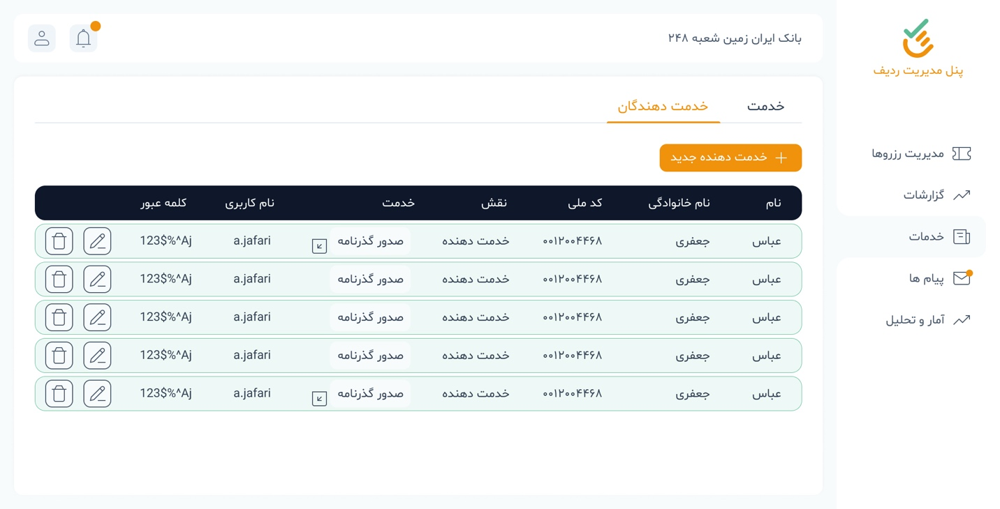 بانک ایران زمین شعبه ۲۴۸
پنل مدیریت ردیف
مدیریت رزروها
گزارشات
خدمات
پیام ها
آمار و تحلیل
خدمت خدمت دهندگان
خدمت دهنده جدید
نام نام خانوادگی کد ملی نقش خدمت نام کاربری کلمه عبور
عباس جعفری ۰۰۱۲۰۰۴۴۶۸ خدمت دهنده صدور گذرنامه a.jafari 123$%^Aj
عباس جعفری ۰۰۱۲۰۰۴۴۶۸ خدمت دهنده صدور گذرنامه a.jafari 123$%^Aj
عباس جعفری ۰۰۱۲۰۰۴۴۶۸ خدمت دهنده صدور گذرنامه a.jafari 123$%^Aj
عباس جعفری ۰۰۱۲۰۰۴۴۶۸ خدمت دهنده صدور گذرنامه a.jafari 123$%^Aj
عباس جعفری ۰۰۱۲۰۰۴۴۶۸ خدمت دهنده صدور گذرنامه a.jafari 123$%^Aj